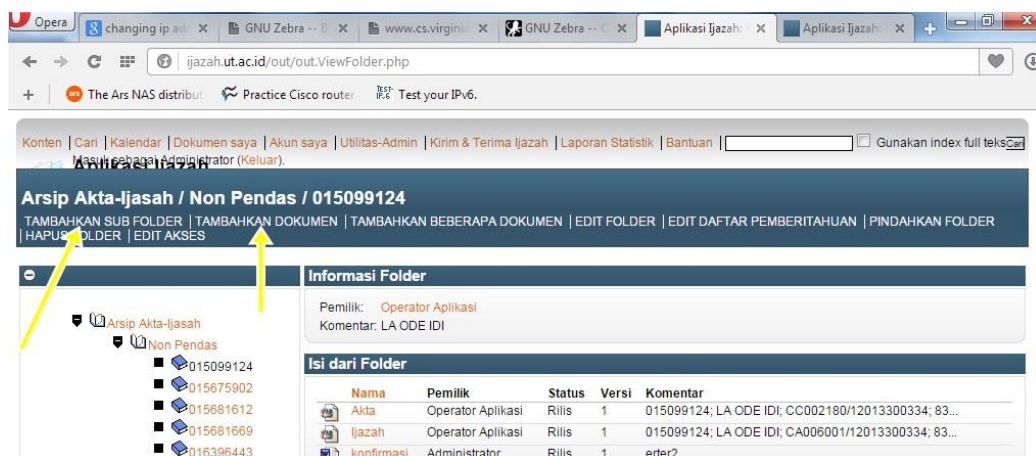 Opera changing ip ad GNU Zebra -- B www.cs.virgini GNU Zebra -- C Aplikasi Ijazah: Aplikasi Ijazah:
ijazah.ut.ac.id/out/out.ViewFolder.php
The Ars NAS distribut Practice Cisco router Test your IPv6.
Konten | Cari | Kalendar | Dokumen saya | Akun saya | Utilitas-Admin | Kirim & Terima Ijazah | Laporan Statistik | Bantuan | Gunakan index full teks Cari
Aplikasi Ijazah
Masuk sebagai Administrator (Keluar).
Arsip Akta-Ijasah / Non Pendas / 015099124
TAMBAHKAN SUB FOLDER | TAMBAHKAN DOKUMEN | TAMBAHKAN BEBERAPA DOKUMEN | EDIT FOLDER | EDIT DAFTAR PEMBERITAHUAN | PINDAHKAN FOLDER
| HAPUS FOLDER | EDIT AKSES
Informasi Folder
Pemilik: Operator Aplikasi
Komentar: LA ODE IDI
Arsip Akta-Ijasah
Non Pendas
015099124
015675902
015681612
015681669
016396443
Isi dari Folder
Nama Pemilik Status Versi Komentar
Akta Operator Aplikasi Rilis 1 015099124; LA ODE IDI; CC002180/12013300334; 83...
Ijazah Operator Aplikasi Rilis 1 015099124; LA ODE IDI; CA006001/12013300334; 83...
konfirmasi Administrator Rilis 1 erter2